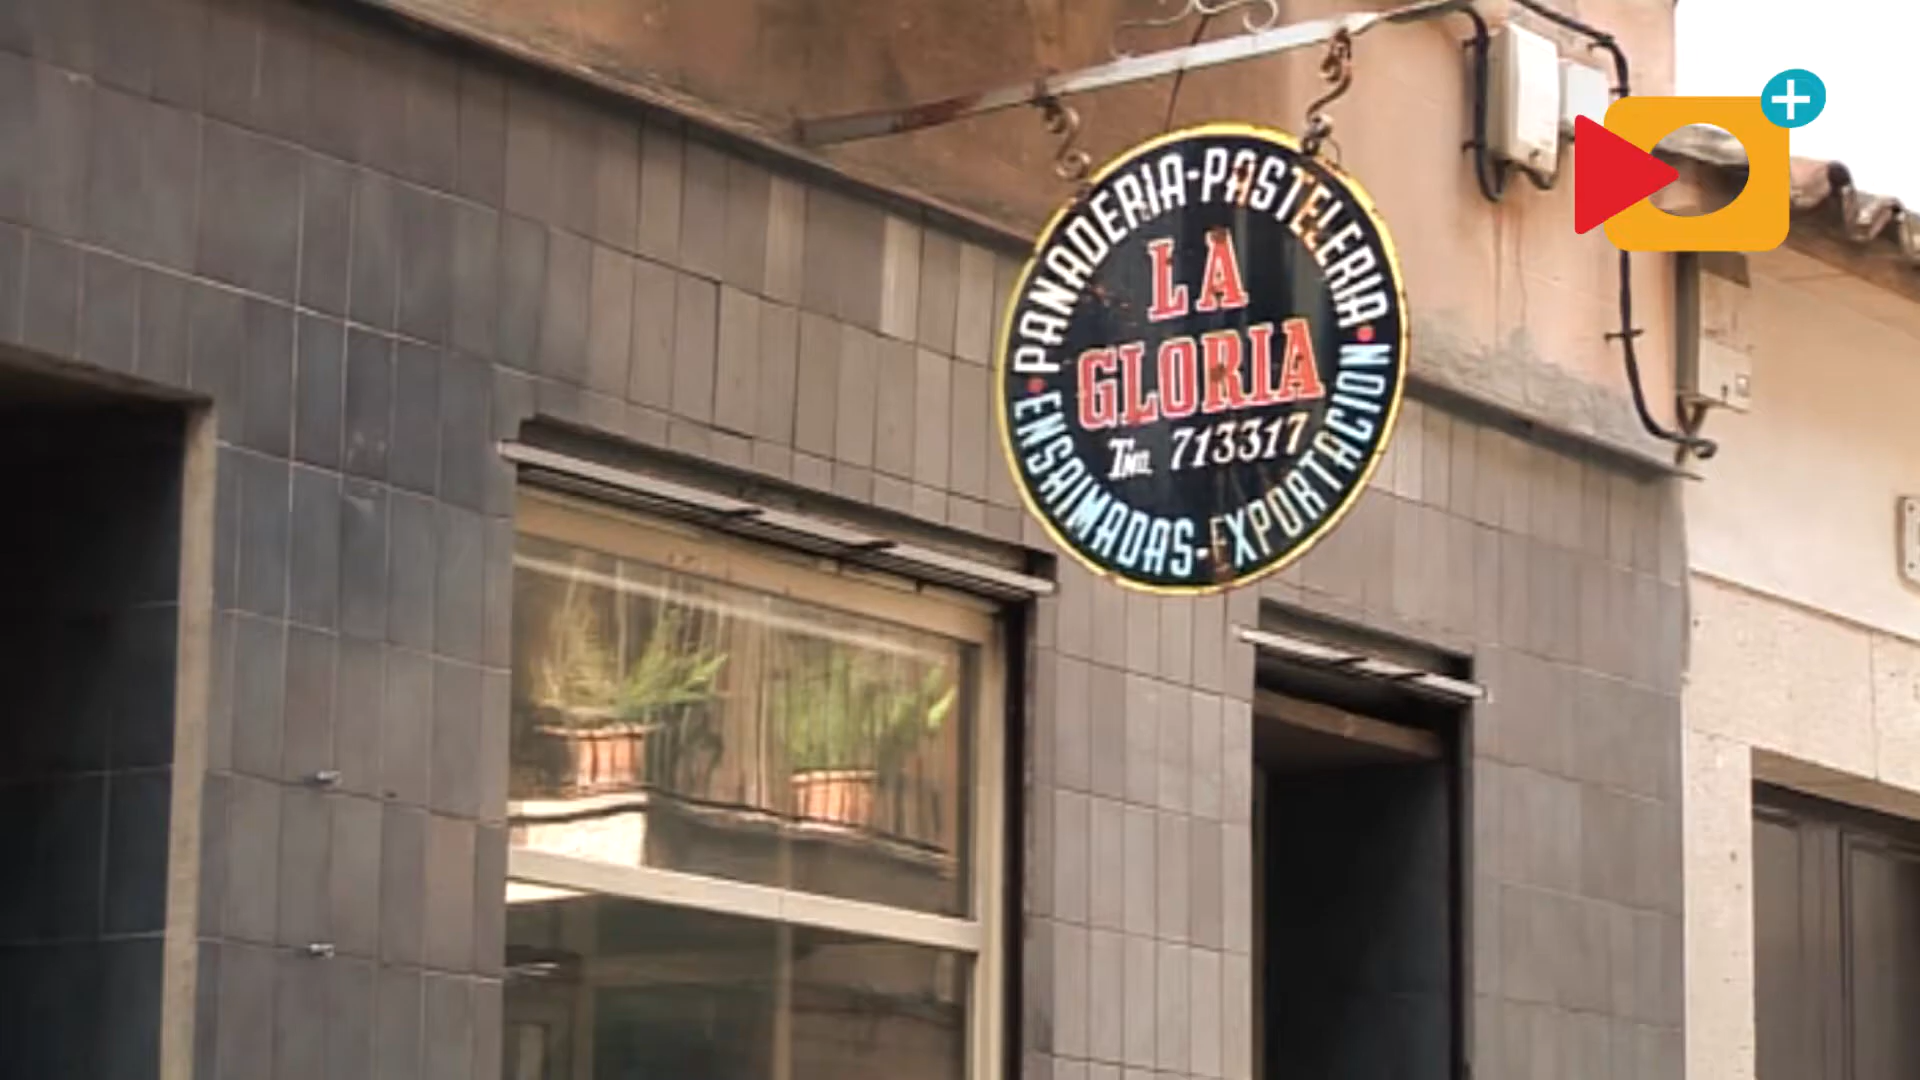 PANADERIA-PASTELERIA
LA
GLORIA
Tno. 713317
ENSAIMADAS-EXPORTACION